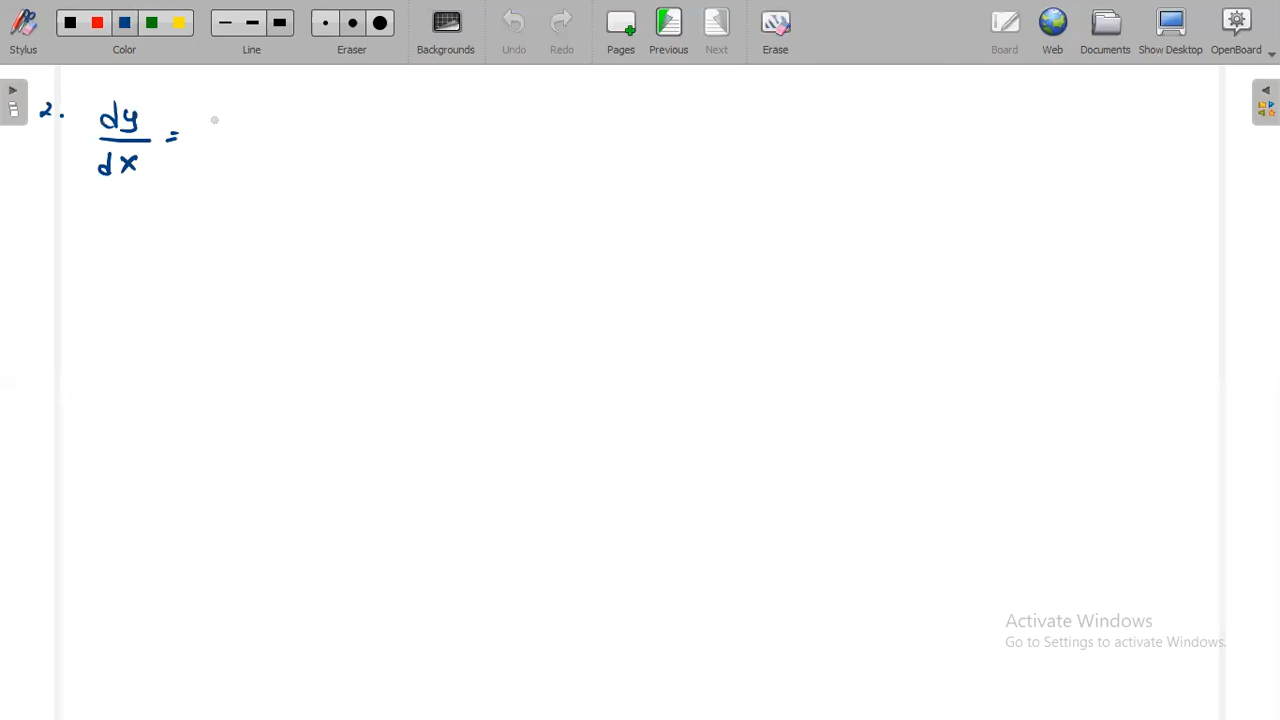 Stylus Color Line Eraser Backgrounds Undo Redo Pages Previous Next Erase Board Web Documents Show Desktop OpenBoard
2. dy/dx =
Activate Windows
Go to Settings to activate Windows.